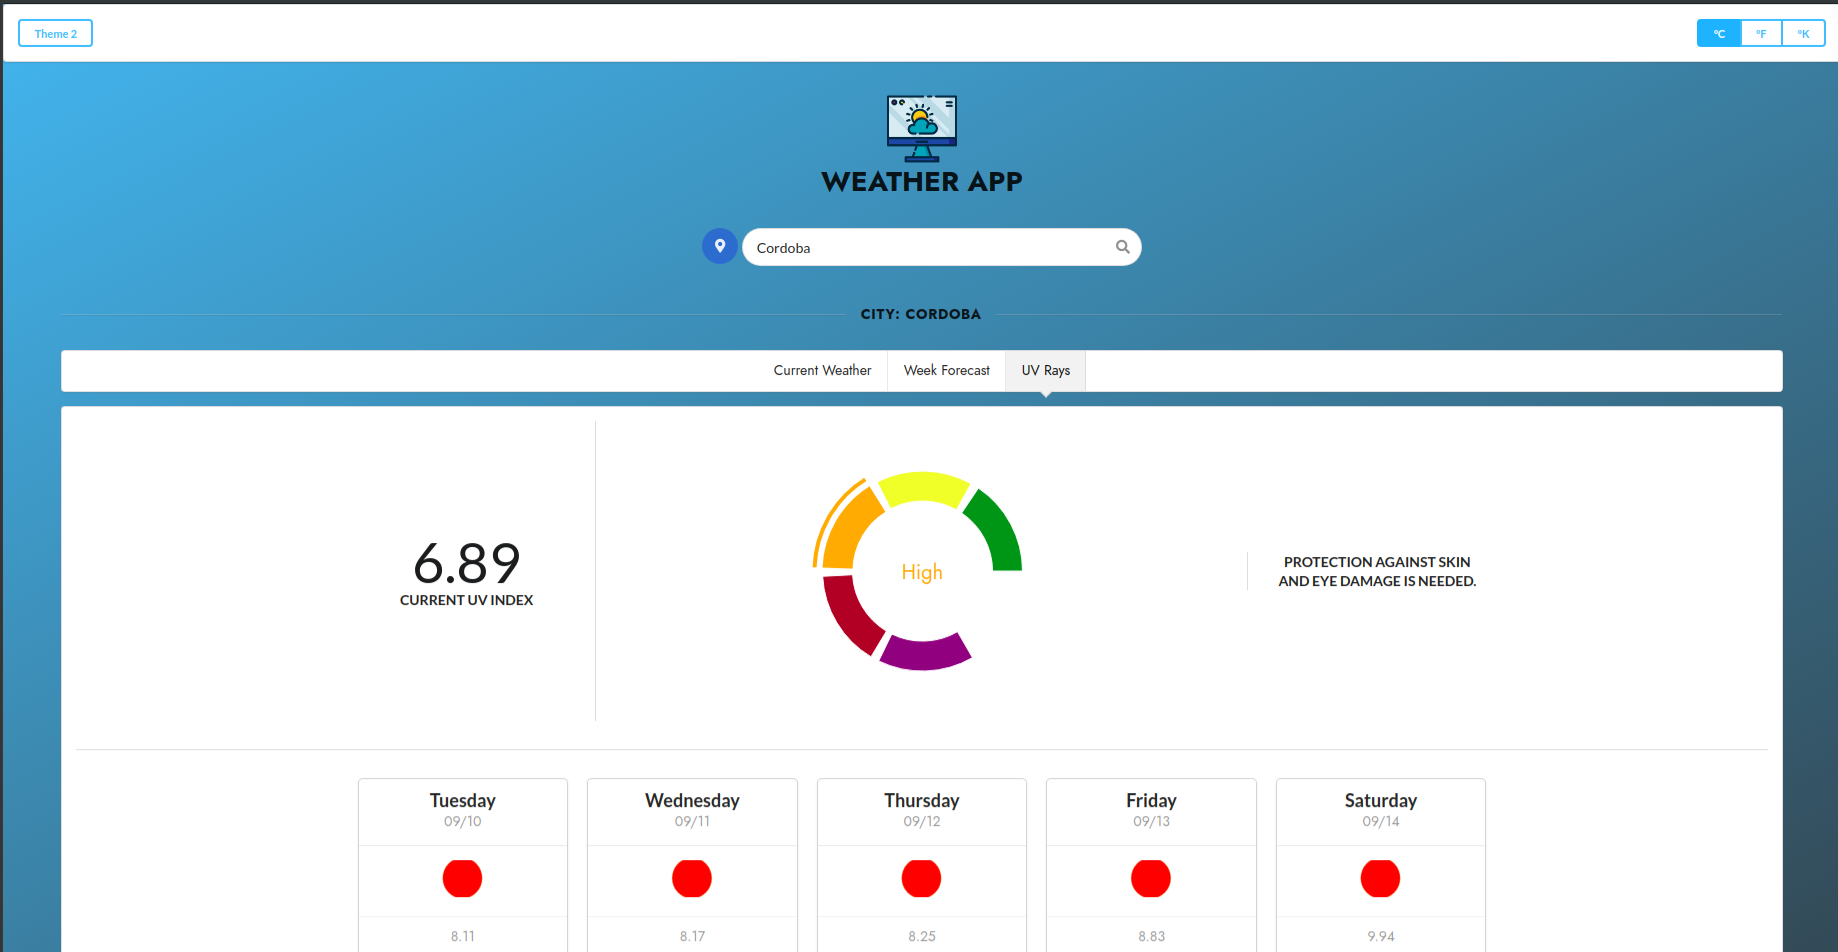 Theme 2
°C °F °K
WEATHER APP
Cordoba
CITY: CORDOBA
Current Weather Week Forecast UV Rays
6.89
CURRENT UV INDEX
High
PROTECTION AGAINST SKIN
AND EYE DAMAGE IS NEEDED.
Tuesday Wednesday Thursday Friday Saturday
09/10 09/11 09/12 09/13 09/14
8.11 8.17 8.25 8.83 9.94